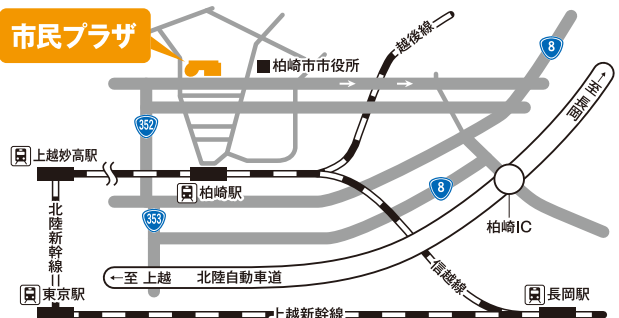 市民プラザ
柏崎市市役所
越後線
8
352
上越妙高駅
柏崎駅
至 長岡
353
8
柏崎IC
北陸新幹線
←至 上越 北陸自動車道
信越線
東京駅
長岡駅
上越新幹線